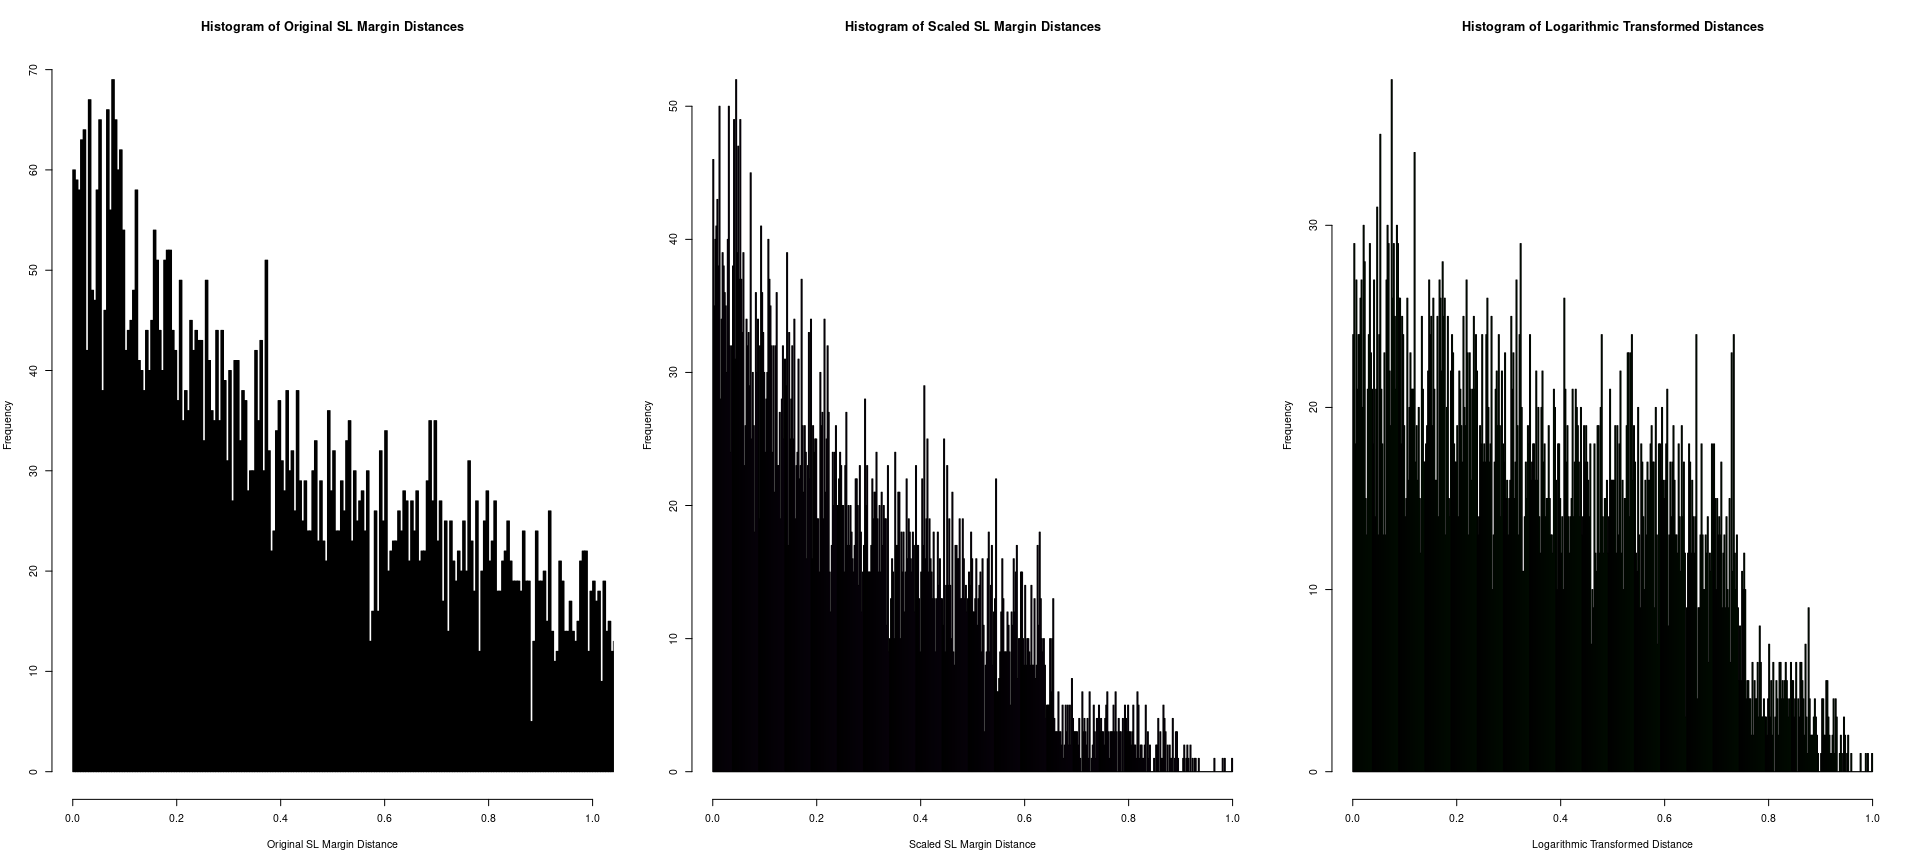 Histogram of Original SL Margin Distances
Frequency
0 10 20 30 40 50 60 70
0.0 0.2 0.4 0.6 0.8 1.0
Original SL Margin Distance
Histogram of Scaled SL Margin Distances
Frequency
0 10 20 30 40 50
0.0 0.2 0.4 0.6 0.8 1.0
Scaled SL Margin Distance
Histogram of Logarithmic Transformed Distances
Frequency
0 10 20 30
0.0 0.2 0.4 0.6 0.8 1.0
Logarithmic Transformed Distance